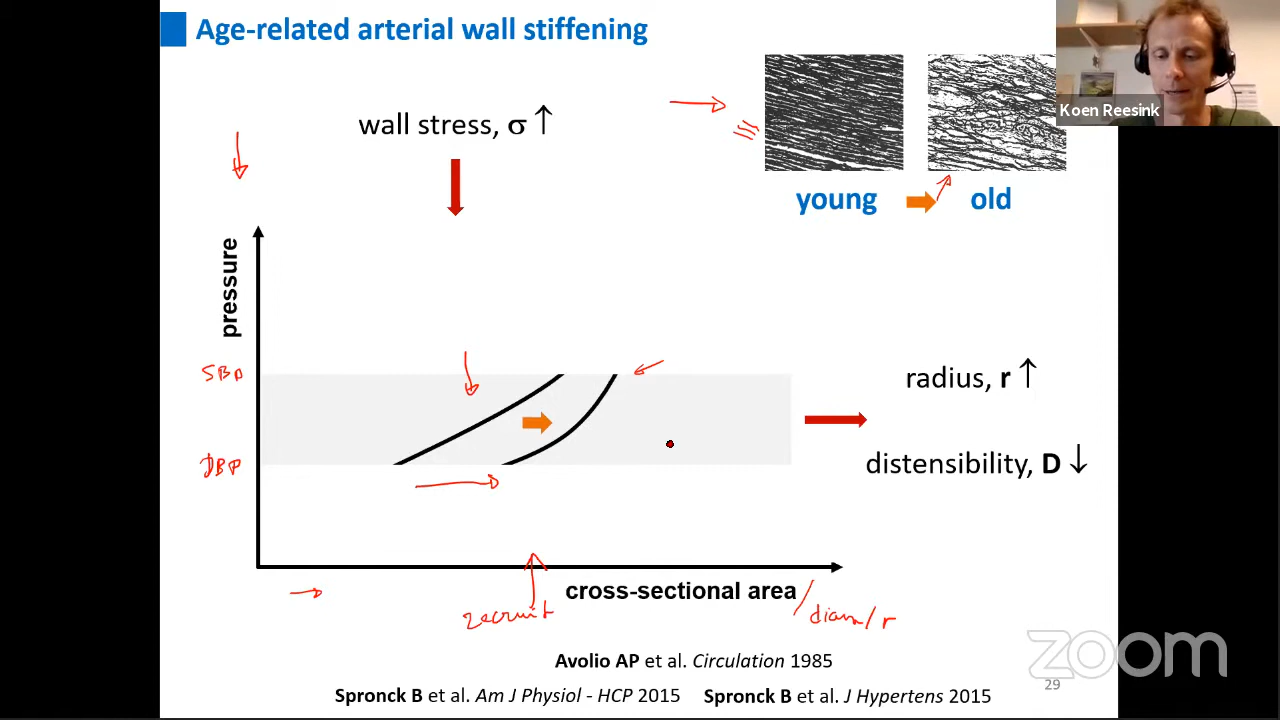 Age-related arterial wall stiffening
Koen Reesink
wall stress, σ ↑
young
old
pressure
SBP
DBP
radius, r ↑
distensibility, D ↓
cross-sectional area
/diam/r
recruit
Avolio AP et al. Circulation 1985
Spronck B et al. Am J Physiol - HCP 2015 Spronck B et al. J Hypertens 2015
zoom
29